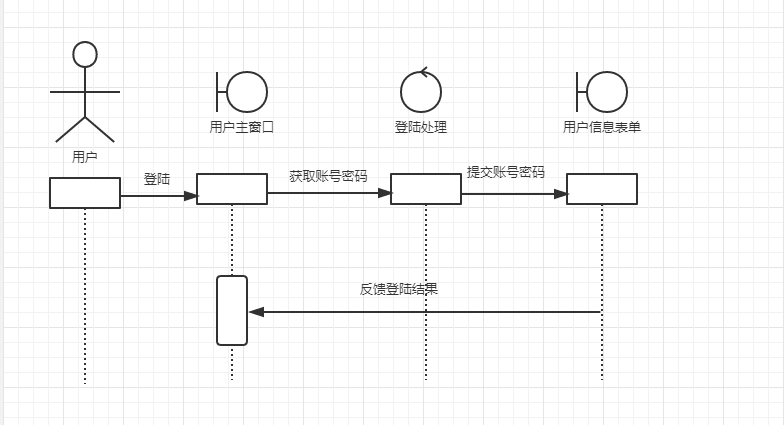 用户主窗口
登陆处理
用户信息表单
用户
登陆
获取账号密码
提交账号密码
反馈登陆结果